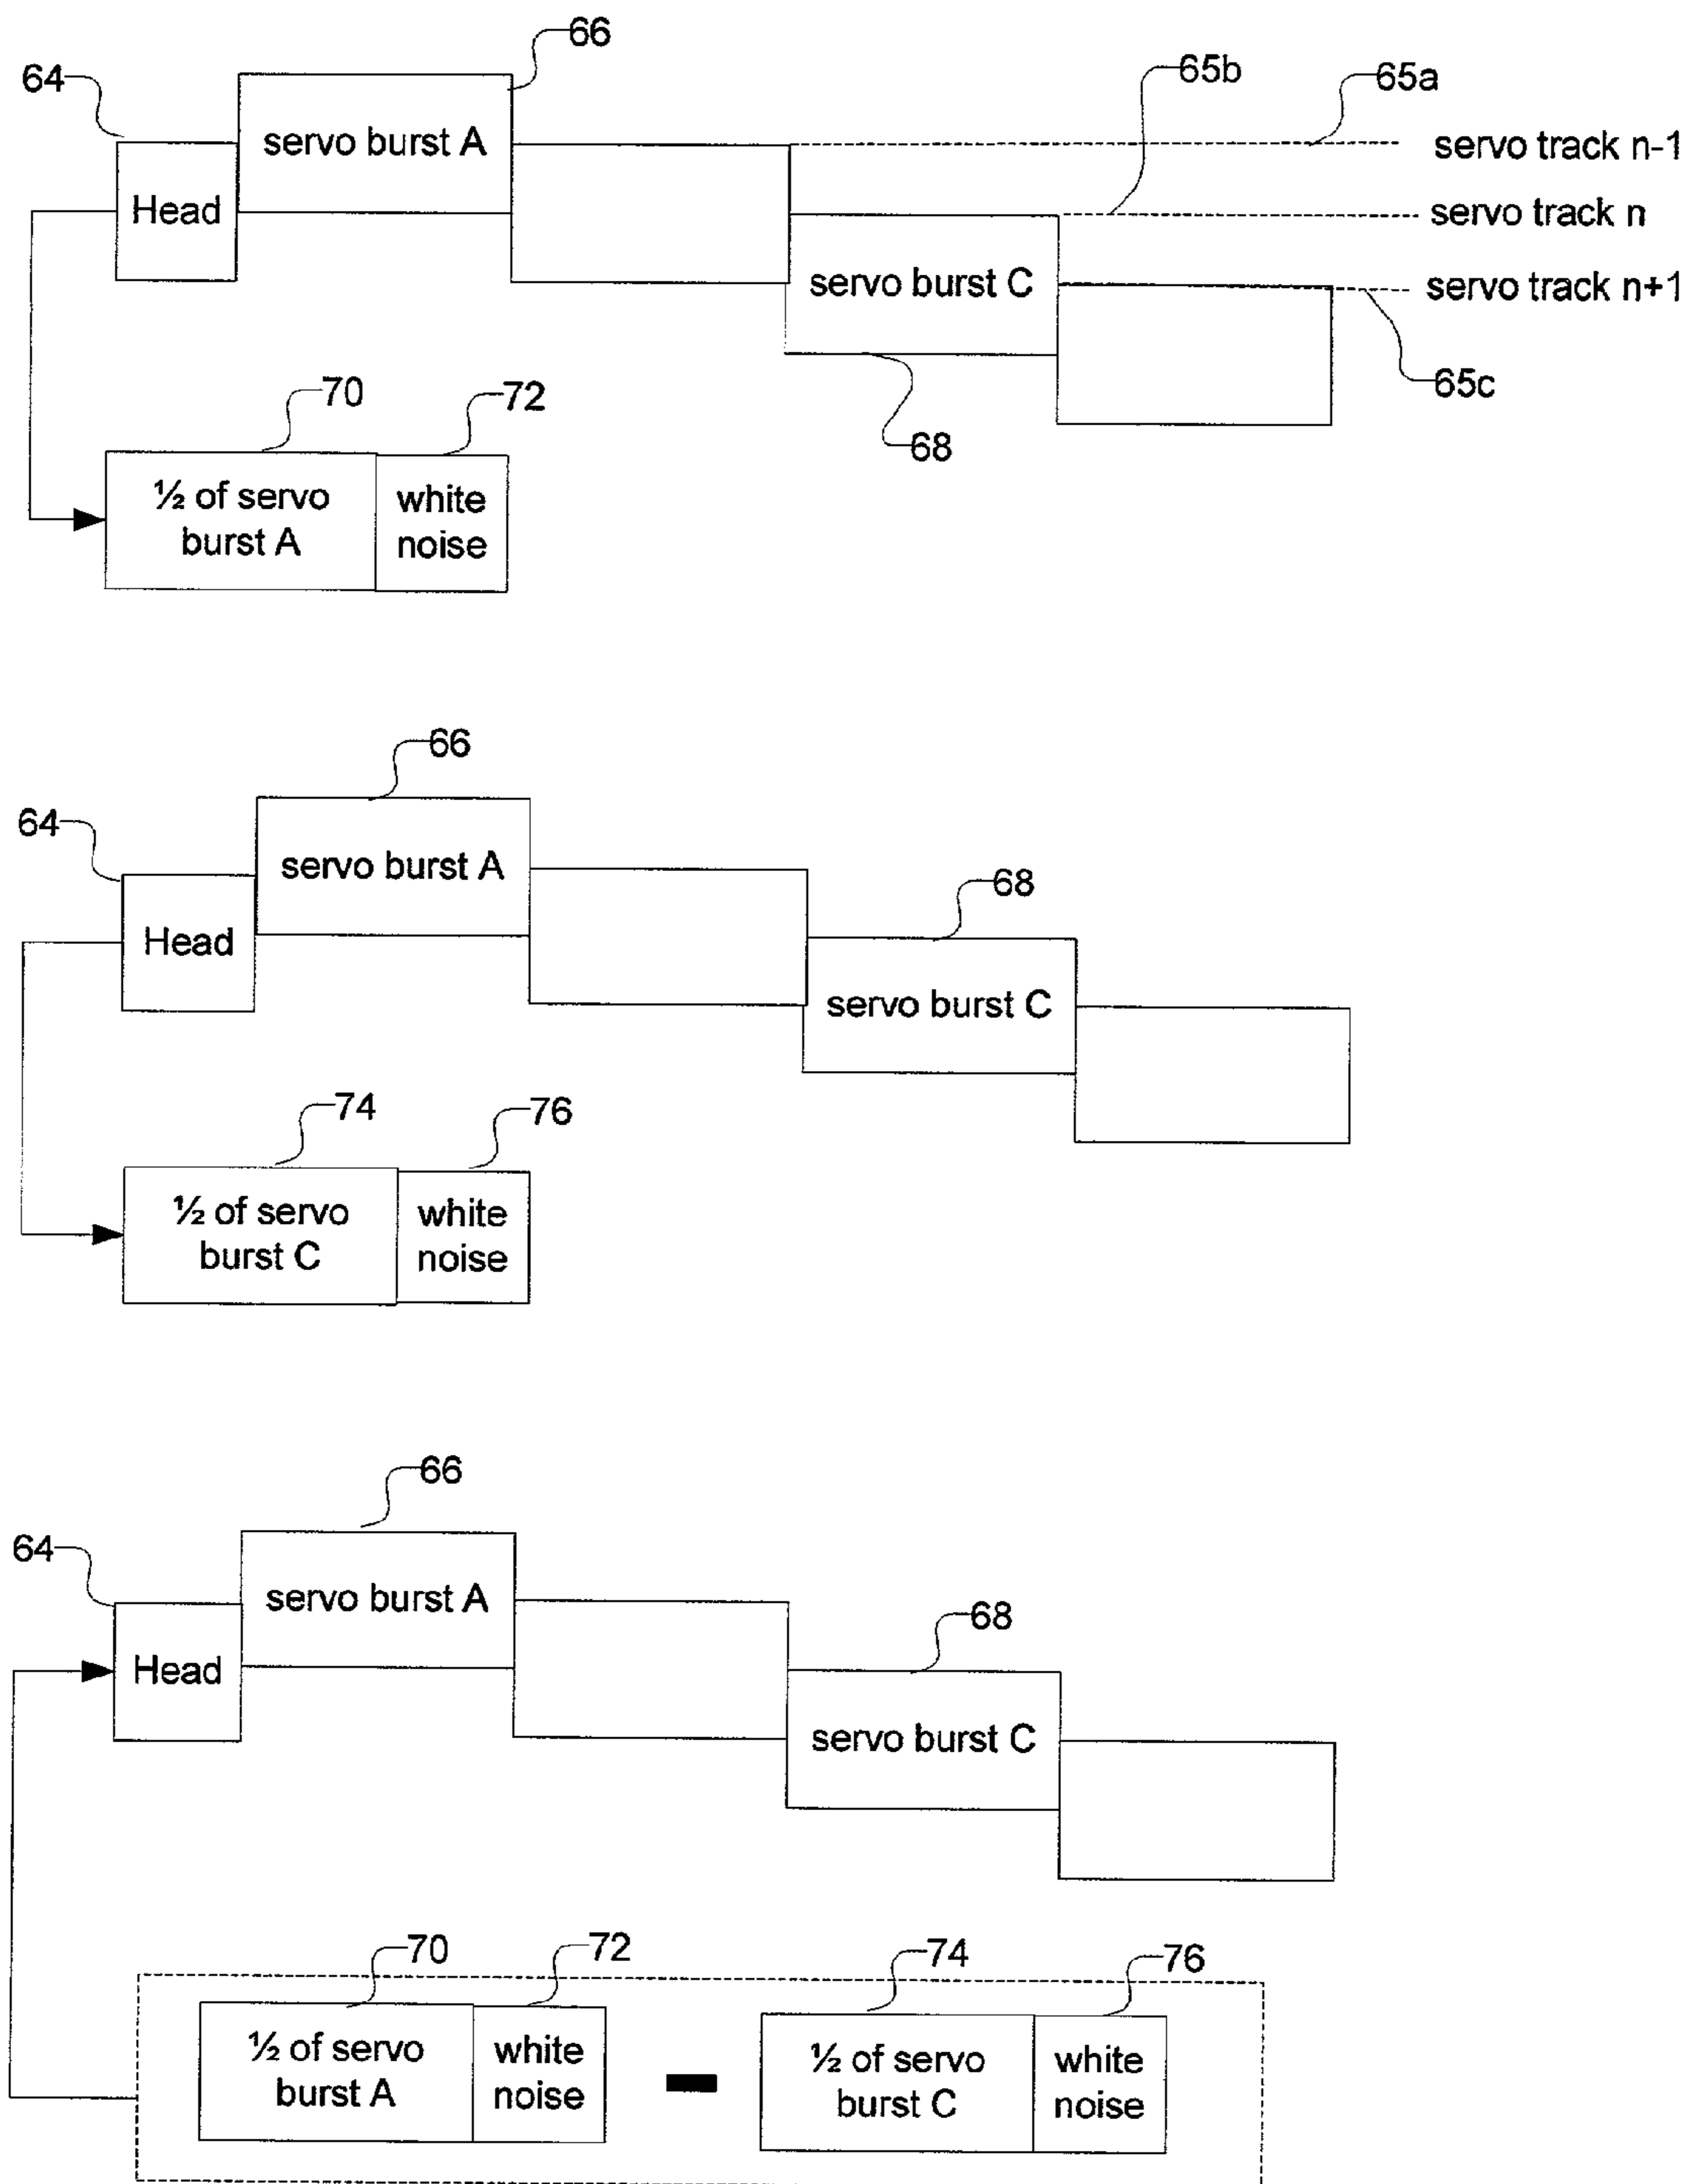 66
65b
65a
64
servo burst A
servo track n-1
Head
servo track n
servo burst C
servo track n+1
70
72
68
65c
½ of servo
burst A
white
noise
66
64
servo burst A
68
Head
servo burst C
74
76
½ of servo
burst C
white
noise
66
64
servo burst A
68
Head
servo burst C
70
72
74
76
½ of servo
burst A
white
noise
½ of servo
burst C
white
noise